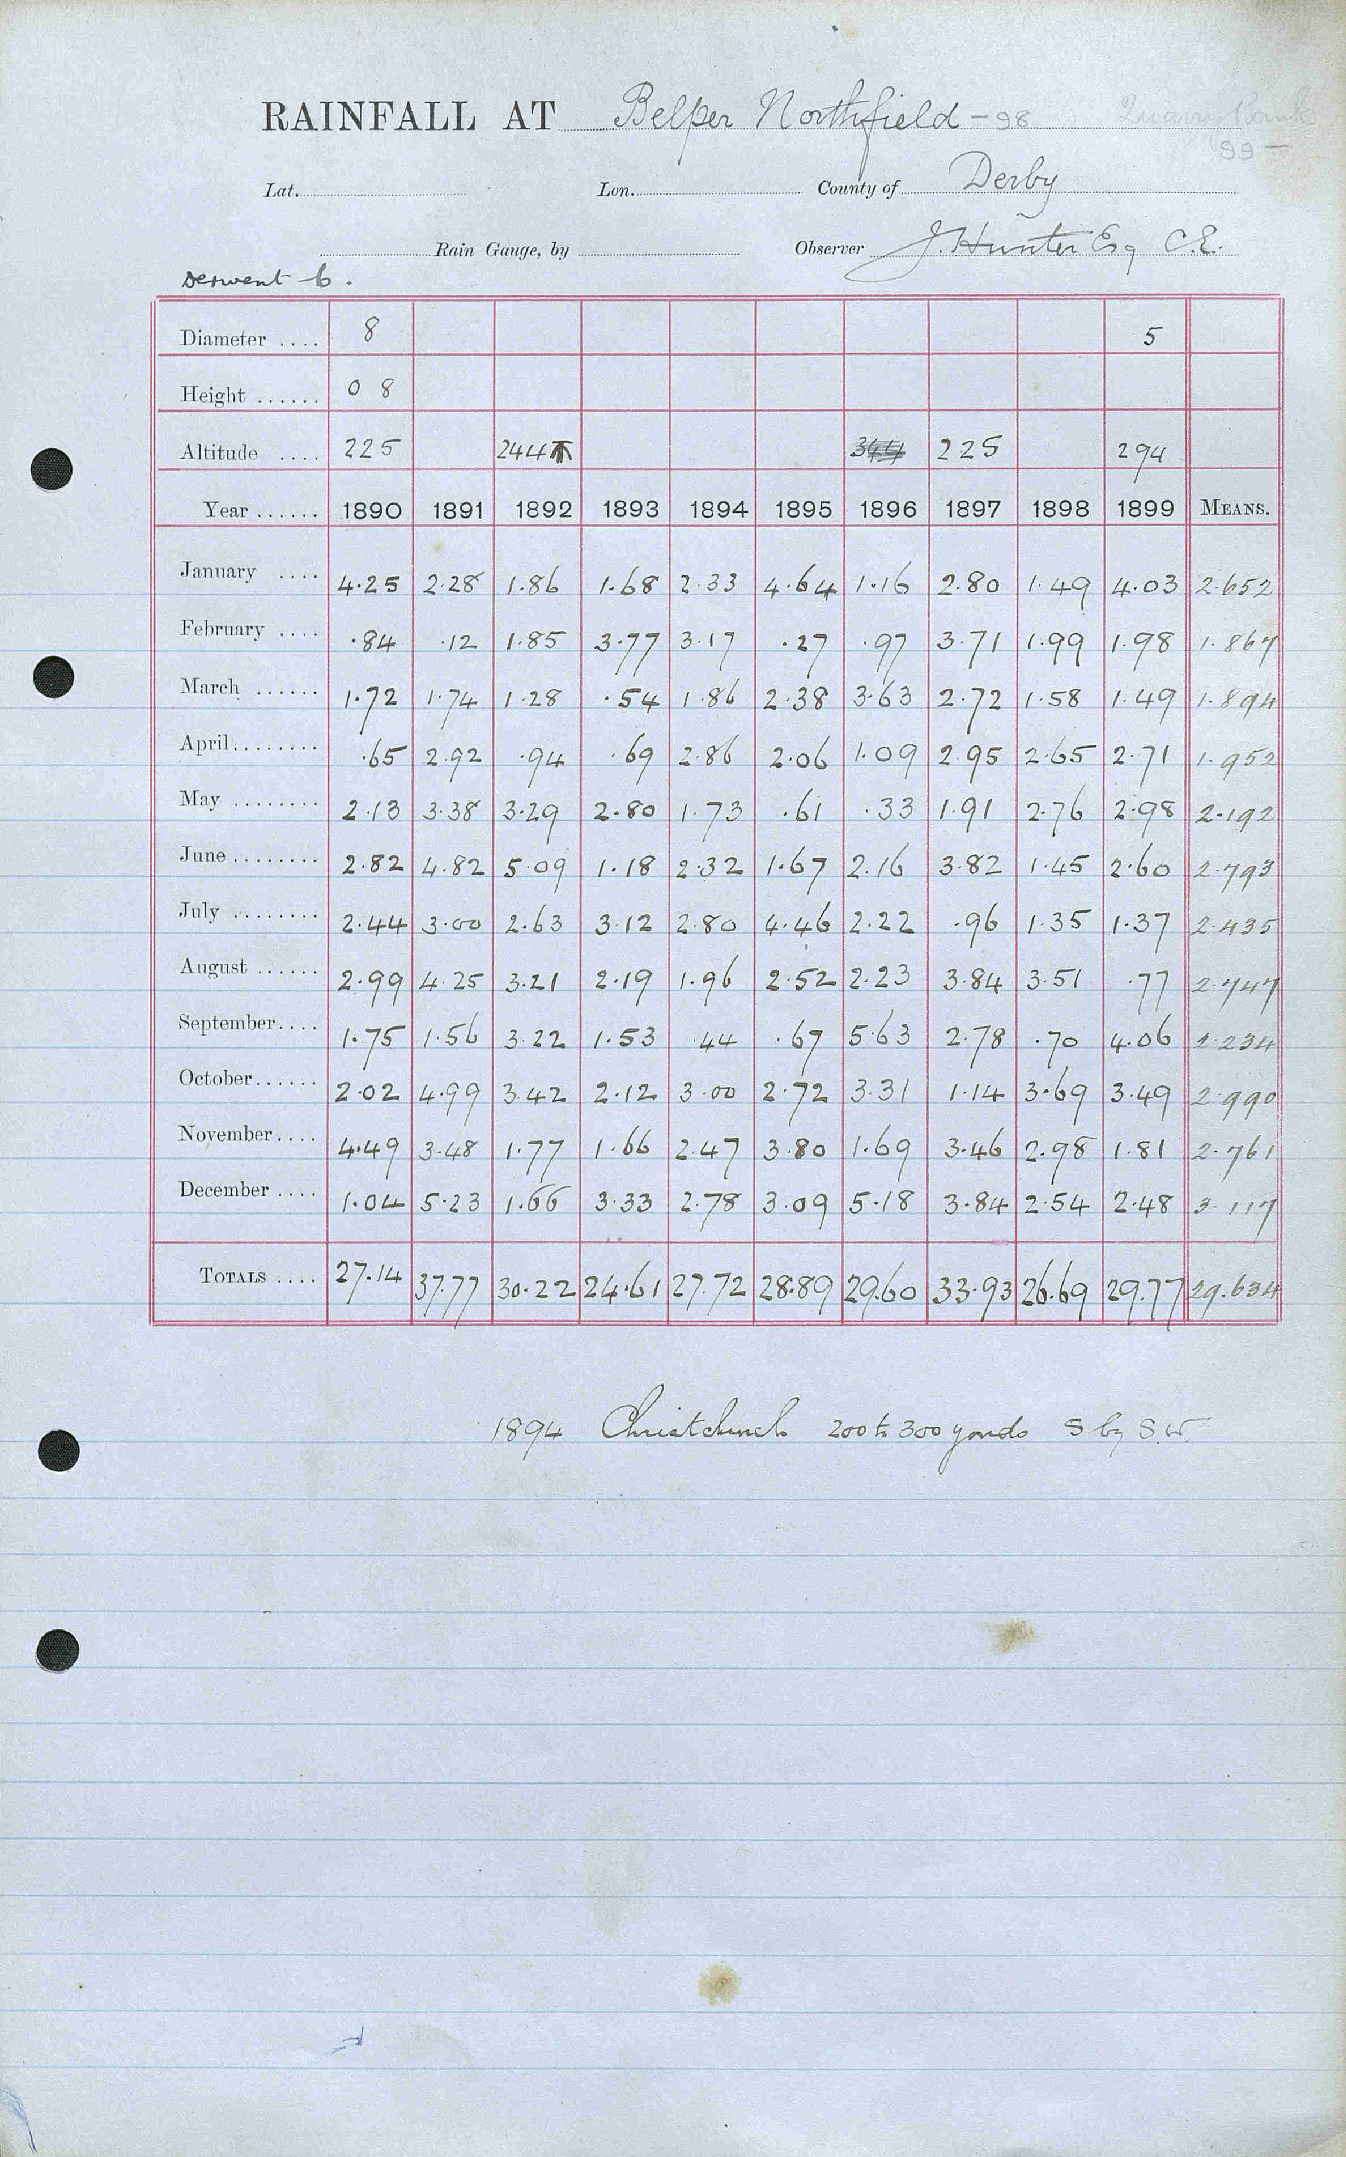 RAINFALL AT Belper Northfield - 98 Quarry Bank
99 -
Lat. Lon. County of Derby
Rain Gauge, by Observer J. Hunter Esq C.E.
Derwent b.
Diameter .... 8 5
Height ...... 0 8
Altitude .... 225 244T 344 225 294
Year ...... 1890 1891 1892 1893 1894 1895 1896 1897 1898 1899 MEANS.
January .... 4.25 2.28 1.86 1.68 2.33 4.64 1.16 2.80 1.49 4.03 2.652
February .... .84 .12 1.85 3.77 3.17 .27 .97 3.71 1.99 1.98 1.867
March ...... 1.72 1.74 1.28 .54 1.86 2.38 3.63 2.72 1.58 1.49 1.894
April........ .65 2.92 .94 .69 2.86 2.06 1.09 2.95 2.65 2.71 1.952
May ........ 2.13 3.38 3.29 2.80 1.73 .61 .33 1.91 2.76 2.98 2.192
June........ 2.82 4.82 5.09 1.18 2.32 1.67 2.16 3.82 1.45 2.60 2.793
July ........ 2.44 3.00 2.63 3.12 2.80 4.46 2.22 .96 1.35 1.37 2.435
August ...... 2.99 4.25 3.21 2.19 1.96 2.52 2.23 3.84 3.51 .77 2.747
September.... 1.75 1.56 3.22 1.53 .44 .67 5.63 2.78 .70 4.06 2.234
October...... 2.02 4.99 3.42 2.12 3.00 2.72 3.31 1.14 3.69 3.49 2.990
November.... 4.49 3.48 1.77 1.66 2.47 3.80 1.69 3.46 2.98 1.81 2.761
December .... 1.04 5.23 1.66 3.33 2.78 3.09 5.18 3.84 2.54 2.48 3.117
TOTALS .... 27.14 37.77 30.22 24.61 27.72 28.89 29.60 33.93 26.69 29.77 29.634
1894 Christchurch 200 to 300 yards S by S.W.